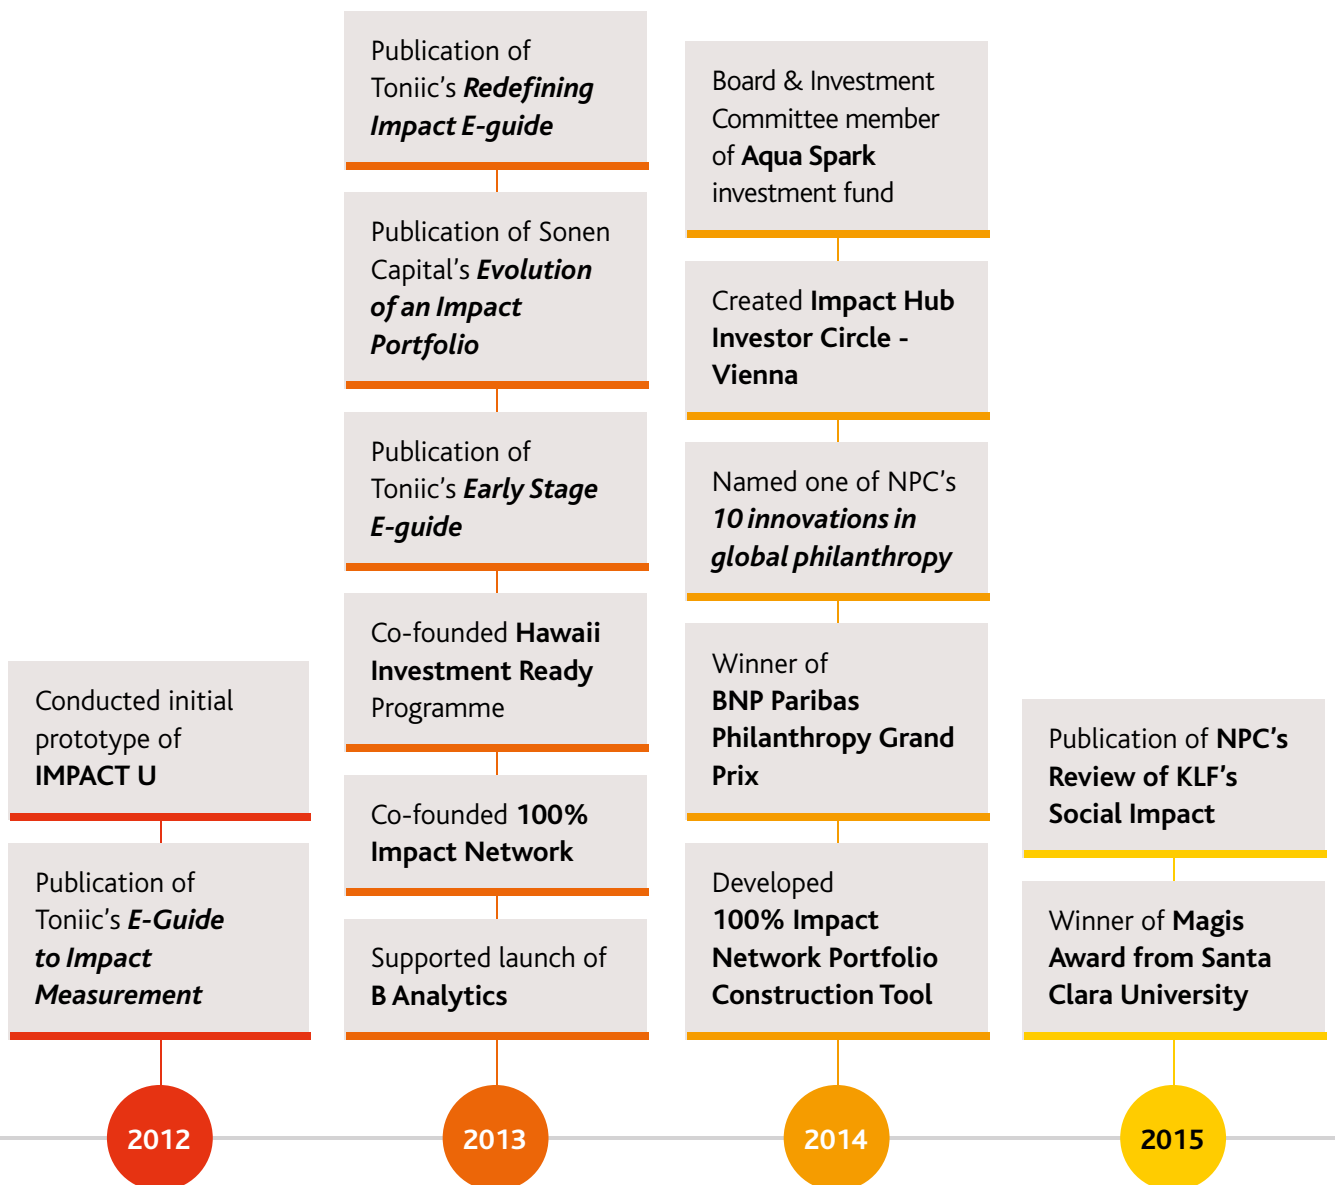 Conducted initial
prototype of
IMPACT U
Publication of
Toniic’s E-Guide
to Impact
Measurement
2012
Publication of
Toniic’s Redefining
Impact E-guide
Publication of Sonen
Capital’s Evolution
of an Impact
Portfolio
Publication of
Toniic’s Early Stage
E-guide
Co-founded Hawaii
Investment Ready
Programme
Co-founded 100%
Impact Network
Supported launch of
B Analytics
2013
Board & Investment
Committee member
of Aqua Spark
investment fund
Created Impact Hub
Investor Circle -
Vienna
Named one of NPC’s
10 innovations in
global philanthropy
Winner of
BNP Paribas
Philanthropy Grand
Prix
Developed
100% Impact
Network Portfolio
Construction Tool
2014
Publication of NPC’s
Review of KLF’s
Social Impact
Winner of Magis
Award from Santa
Clara University
2015